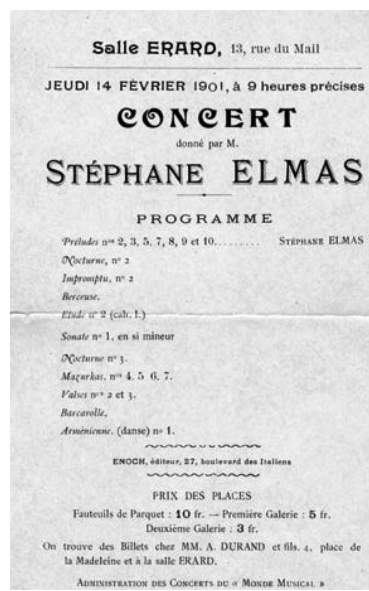 Salle ERARD, 13, rue du Mail
JEUDI 14 FÉVRIER 1901, à 9 heures précises
CONCERT
donné par M.
STÉPHANE ELMAS
PROGRAMME
Préludes nos 2, 3, 5, 7, 8, 9 et 10......... STÉPHANE ELMAS
Nocturne, no 2
Impromptu, no 2
Berceuse.
Etude no 2 (cah. I.)
Sonate no 1, en si mineur
Nocturne no 3.
Mazurkas, nos 4. 5 6. 7.
Valses nos 2 et 3.
Barcarolle,
Arménienne. (danse) no 1.
ENOCH, éditeur, 27, boulevard des Italiens
PRIX DES PLACES
Fauteuils de Parquet : 10 fr. — Première Galerie : 5 fr.
Deuxième Galerie : 3 fr.
On trouve des Billets chez MM. A. DURAND et fils. 4, place de
la Madeleine et à la salle ERARD.
ADMINISTRATION DES CONCERTS DU « MONDE MUSICAL »